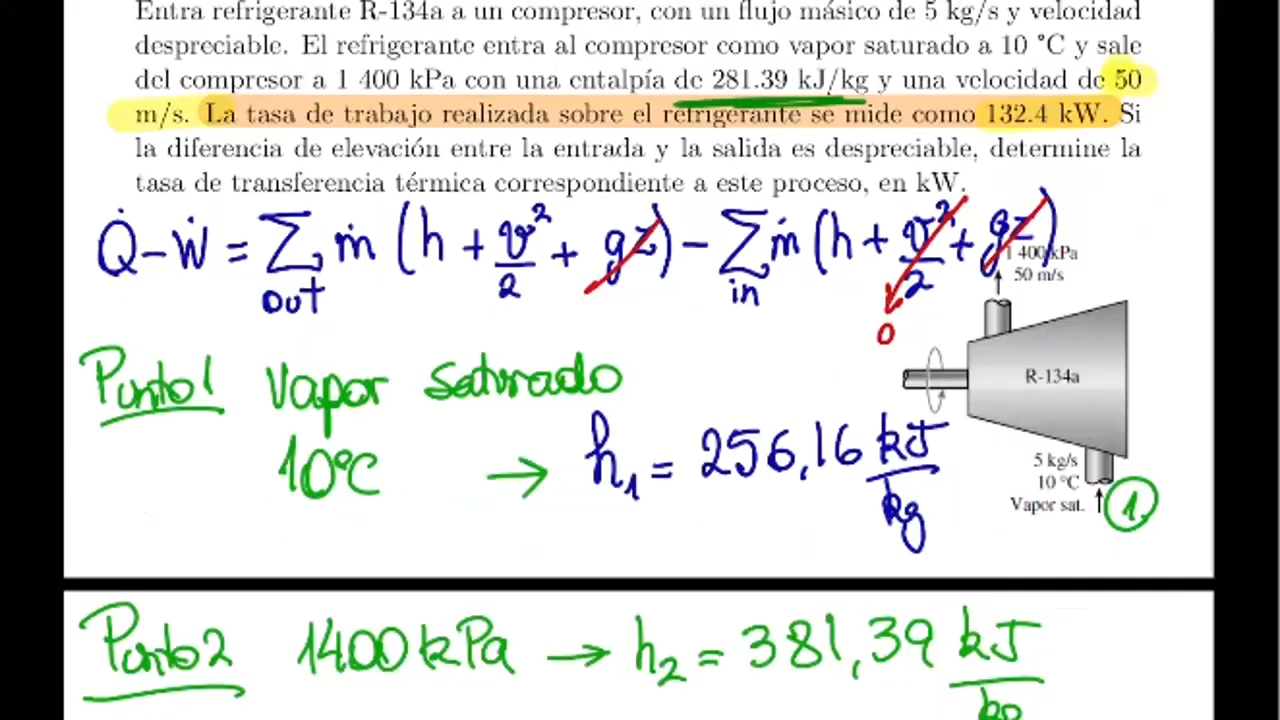 Entra refrigerante R-134a a un compresor, con un flujo másico de 5 kg/s y velocidad
despreciable. El refrigerante entra al compresor como vapor saturado a 10 °C y sale
del compresor a 1 400 kPa con una entalpía de 281.39 kJ/kg y una velocidad de 50
m/s. La tasa de trabajo realizada sobre el refrigerante se mide como 132.4 kW. Si
la diferencia de elevación entre la entrada y la salida es despreciable, determine la
tasa de transferencia térmica correspondiente a este proceso, en kW.
Q̇ - Ẇ = ∑out ṁ (h + v²/2 + gz) - ∑in ṁ (h + v²/2 + gz)
0
1 400 kPa
50 m/s
R-134a
5 kg/s
10 °C
Vapor sat.
1
Punto 1 Vapor saturado
10°C → h₁ = 256,16 kJ/kg
Punto 2 1400 kPa → h₂ = 381,39 kJ/kg